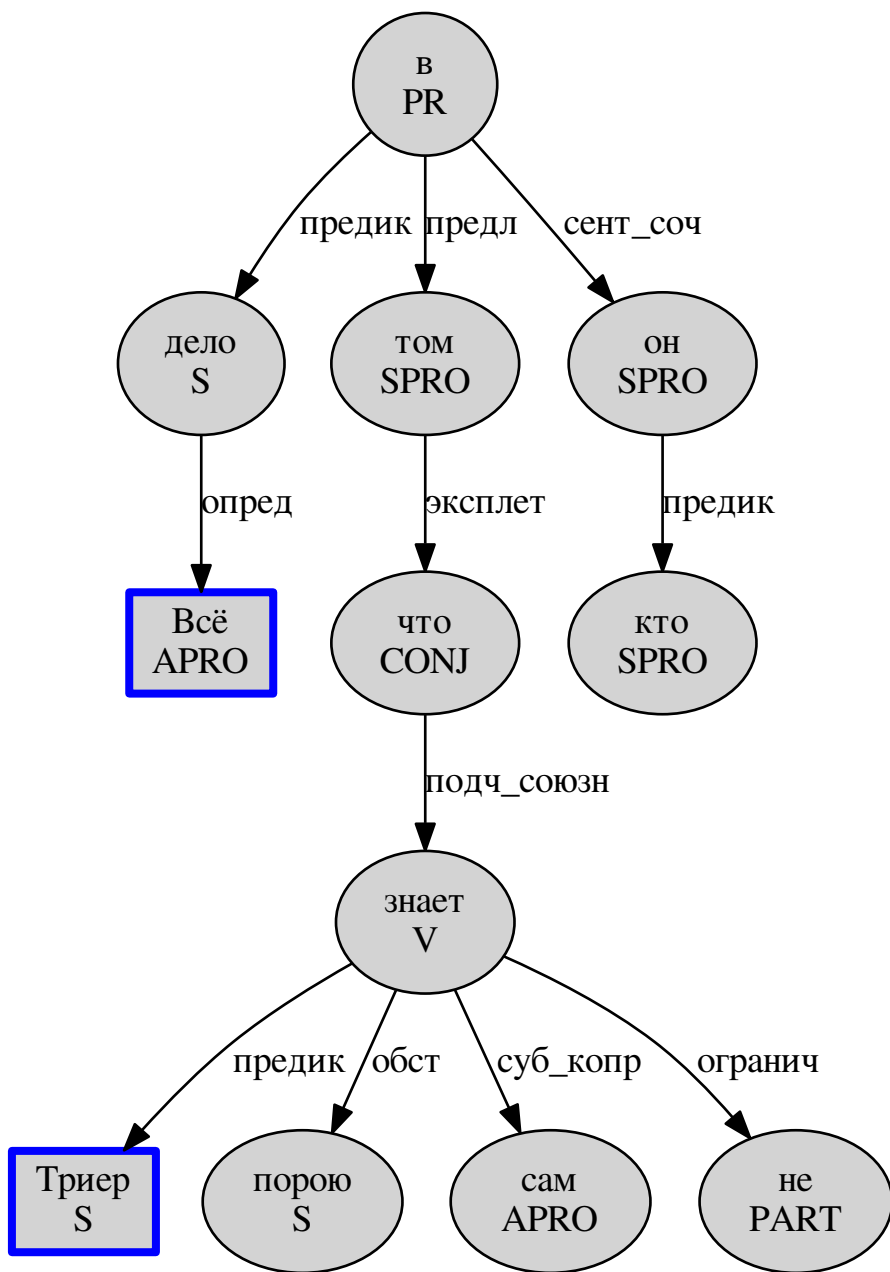 в
PR
предик
предл
сент_соч
дело
S
том
SPRO
он
SPRO
опред
эксплет
предик
Всё
APRO
что
CONJ
кто
SPRO
подч_союзн
знает
V
предик
обст
суб_копр
огранич
Триер
S
порою
S
сам
APRO
не
PART